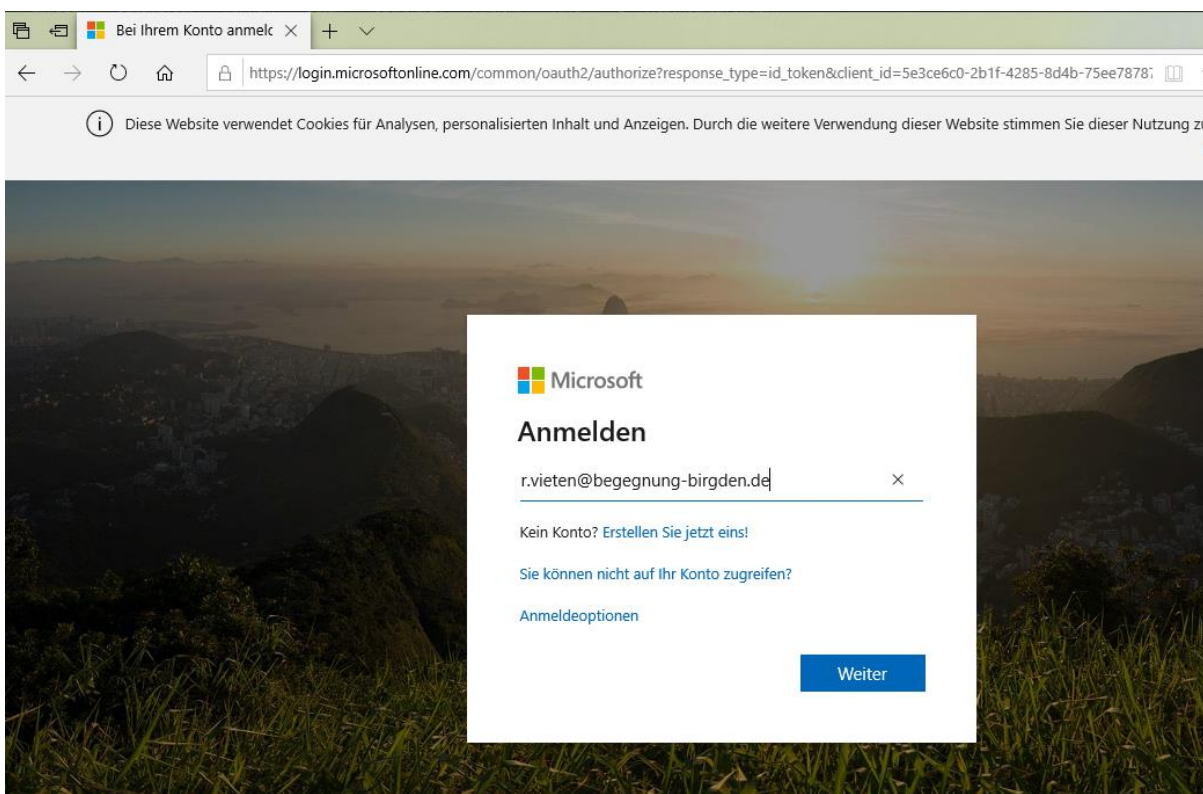 Bei Ihrem Konto anmelc
https://login.microsoftonline.com/common/oauth2/authorize?response_type=id_token&client_id=5e3ce6c0-2b1f-4285-8d4b-75ee78787
Diese Website verwendet Cookies für Analysen, personalisierten Inhalt und Anzeigen. Durch die weitere Verwendung dieser Website stimmen Sie dieser Nutzung
Microsoft
Anmelden
r.vieten@begegnung-birgden.de
Kein Konto? Erstellen Sie jetzt eins!
Sie können nicht auf Ihr Konto zugreifen?
Anmeldeoptionen
Weiter